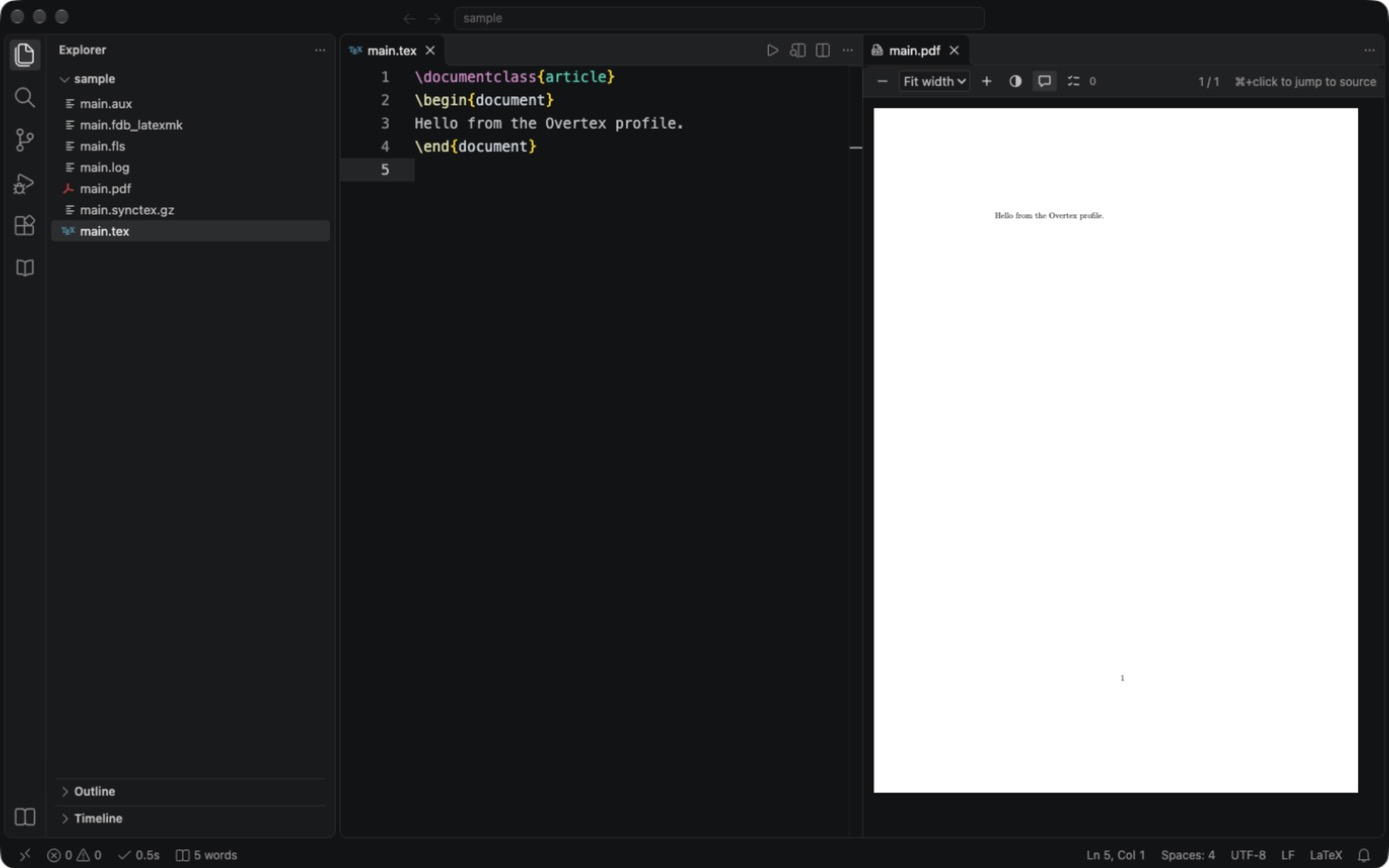 sample
Explorer
sample
main.aux
main.fdb_latexmk
main.fls
main.log
main.pdf
main.synctex.gz
main.tex
Outline
Timeline
main.tex
1 \documentclass{article}
2 \begin{document}
3 Hello from the Overtex profile.
4 \end{document}
5
main.pdf
Fit width
0
1 / 1
⌘+click to jump to source
Hello from the Overtex profile.
1
0 0 0.5s 5 words
Ln 5, Col 1 Spaces: 4 UTF-8 LF LaTeX